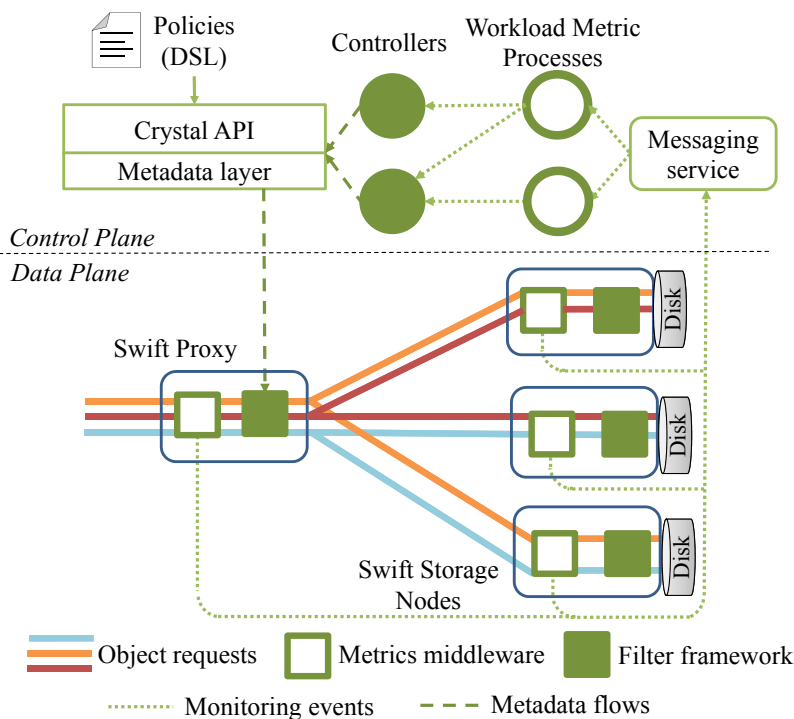 Policies
(DSL)
Controllers
Workload Metric
Processes
Crystal API
Metadata layer
Messaging
service
Control Plane
Data Plane
Swift Proxy
Disk
Disk
Disk
Swift Storage
Nodes
Object requests
Metrics middleware
Filter framework
Monitoring events
Metadata flows